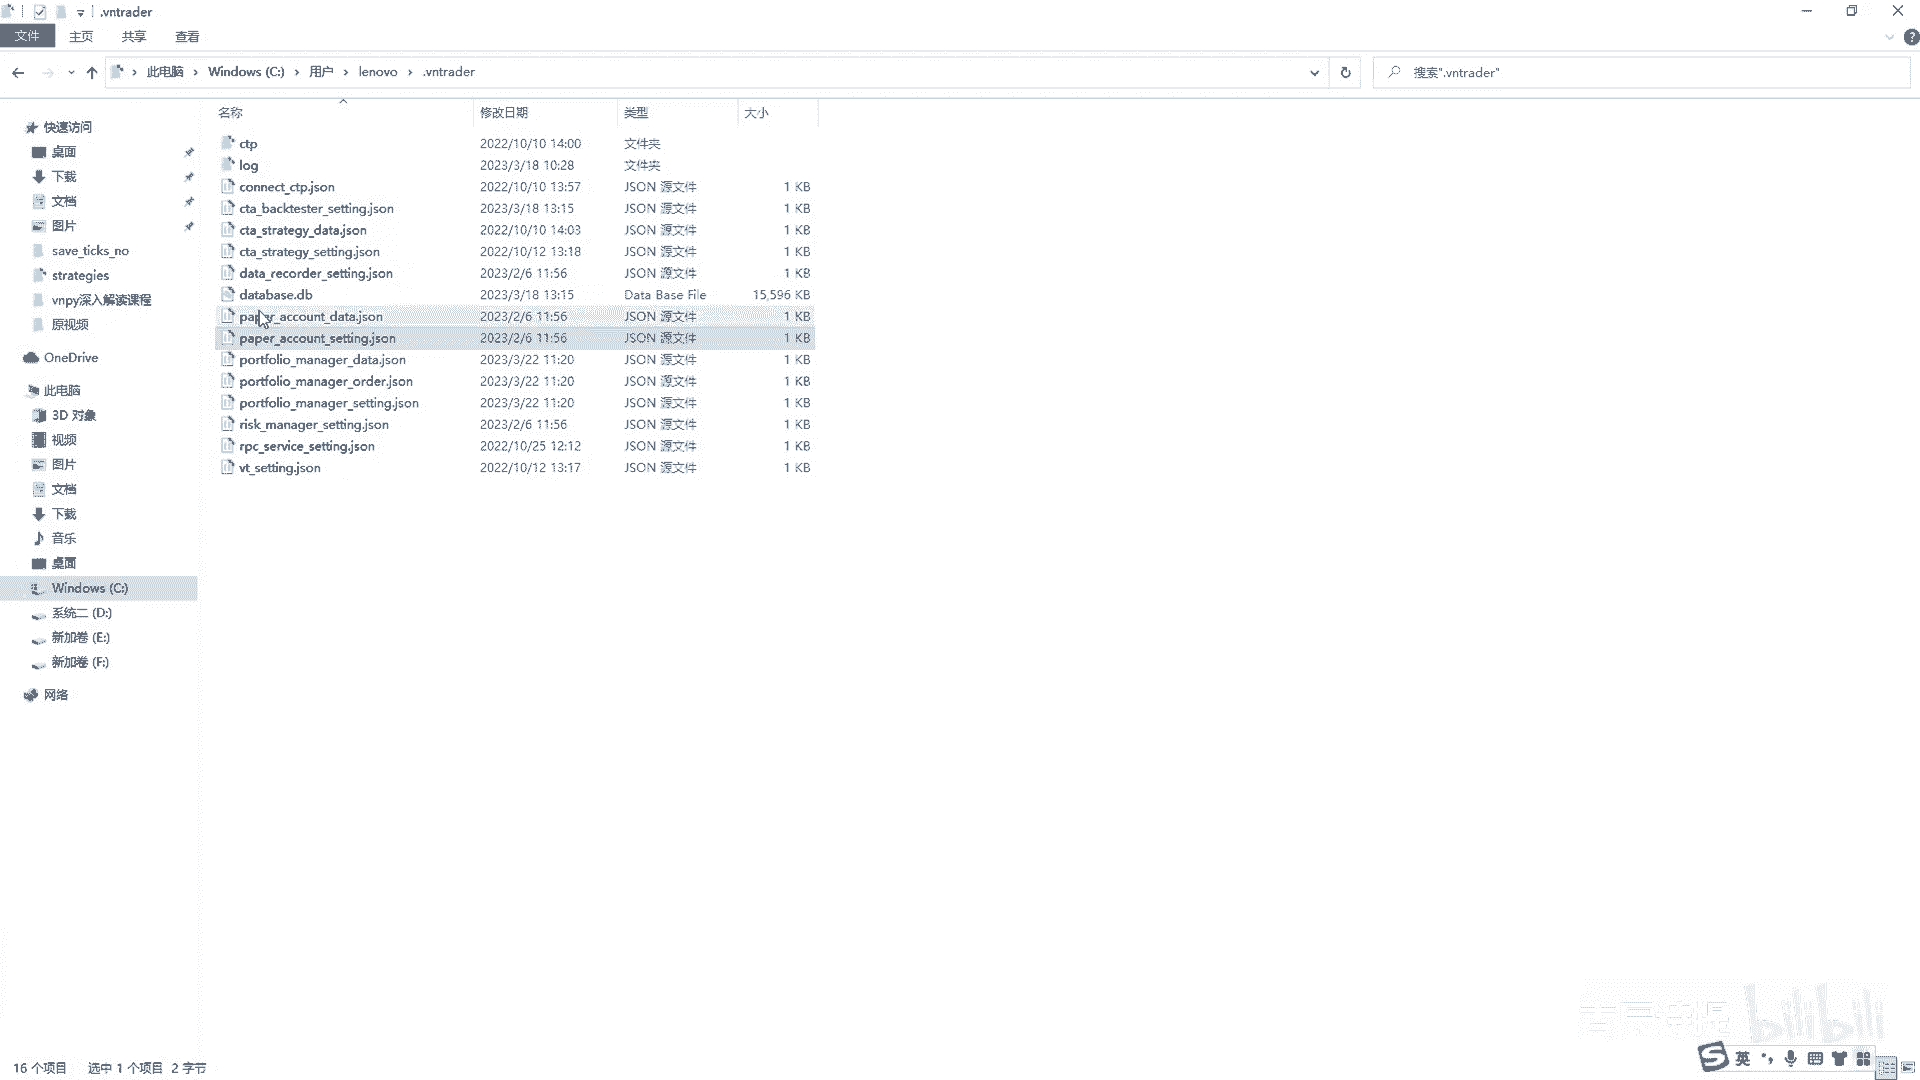 .vntrader
文件 主页 共享 查看
此电脑 Windows (C:) 用户 lenovo .vntrader
搜索".vntrader"
名称 修改日期 类型 大小
ctp 2022/10/10 14:00 文件夹
log 2023/3/18 10:28 文件夹
connect_ctp.json 2022/10/10 13:57 JSON 源文件 1 KB
cta_backtester_setting.json 2023/3/18 13:15 JSON 源文件 1 KB
cta_strategy_data.json 2022/10/10 14:03 JSON 源文件 1 KB
cta_strategy_setting.json 2022/10/12 13:18 JSON 源文件 1 KB
data_recorder_setting.json 2023/2/6 11:56 JSON 源文件 1 KB
database.db 2023/3/18 13:15 Data Base File 15,596 KB
paper_account_data.json 2023/2/6 11:56 JSON 源文件 1 KB
paper_account_setting.json 2023/2/6 11:56 JSON 源文件 1 KB
portfolio_manager_data.json 2023/3/22 11:20 JSON 源文件 1 KB
portfolio_manager_order.json 2023/3/22 11:20 JSON 源文件 1 KB
portfolio_manager_setting.json 2023/3/22 11:20 JSON 源文件 1 KB
risk_manager_setting.json 2023/2/6 11:56 JSON 源文件 1 KB
rpc_service_setting.json 2022/10/25 12:12 JSON 源文件 1 KB
vt_setting.json 2022/10/12 13:17 JSON 源文件 1 KB
快速访问
桌面
下载
文档
图片
save_ticks_no
strategies
vnpy深入解读课程
原视频
OneDrive
此电脑
3D 对象
视频
图片
文档
下载
音乐
桌面
Windows (C:)
系统二 (D:)
新加卷 (E:)
新加卷 (F:)
网络
bilibili
英
16 个项目 选中 1 个项目 2 字节